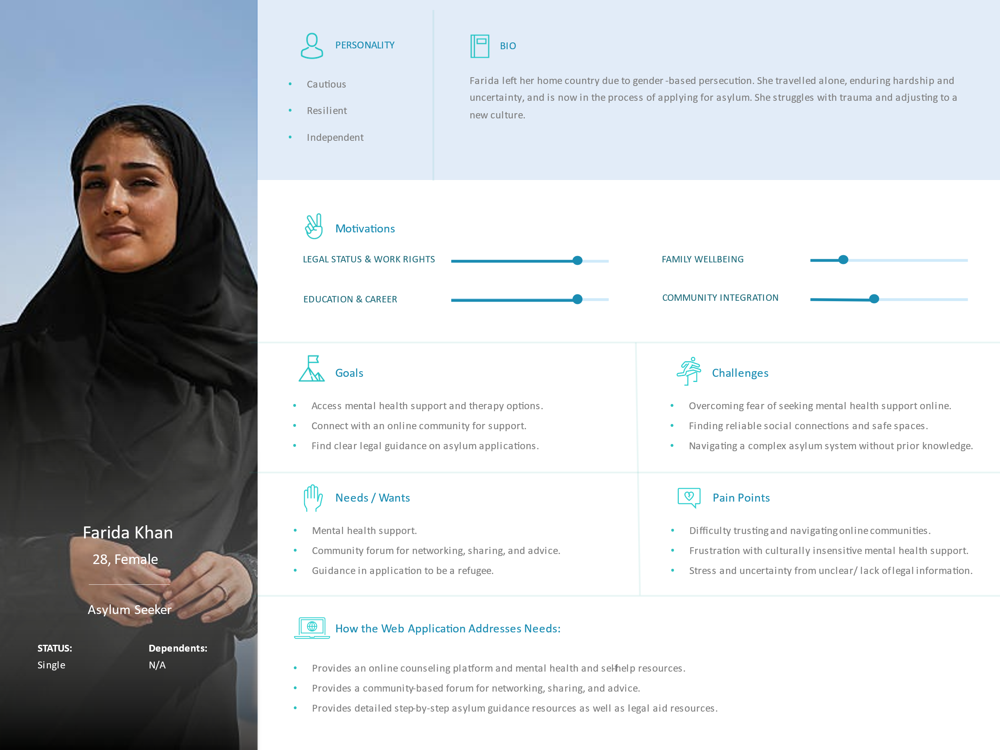 Farida Khan
28, Female
Asylum Seeker
STATUS:
Single
Dependents:
N/A
PERSONALITY
• Cautious
• Resilient
• Independent
BIO
Farida left her home country due to gender-based persecution. She travelled alone, enduring hardship and
uncertainty, and is now in the process of applying for asylum. She struggles with trauma and adjusting to a
new culture.
Motivations
LEGAL STATUS & WORK RIGHTS
FAMILY WELLBEING
EDUCATION & CAREER
COMMUNITY INTEGRATION
Goals
• Access mental health support and therapy options.
• Connect with an online community for support.
• Find clear legal guidance on asylum applications.
Challenges
• Overcoming fear of seeking mental health support online.
• Finding reliable social connections and safe spaces.
• Navigating a complex asylum system without prior knowledge.
Needs / Wants
• Mental health support.
• Community forum for networking, sharing, and advice.
• Guidance in application to be a refugee.
Pain Points
• Difficulty trusting and navigating online communities.
• Frustration with culturally insensitive mental health support.
• Stress and uncertainty from unclear/ lack of legal information.
How the Web Application Addresses Needs:
• Provides an online counseling platform and mental health and self-help resources.
• Provides a community-based forum for networking, sharing, and advice.
• Provides detailed step-by-step asylum guidance resources as well as legal aid resources.